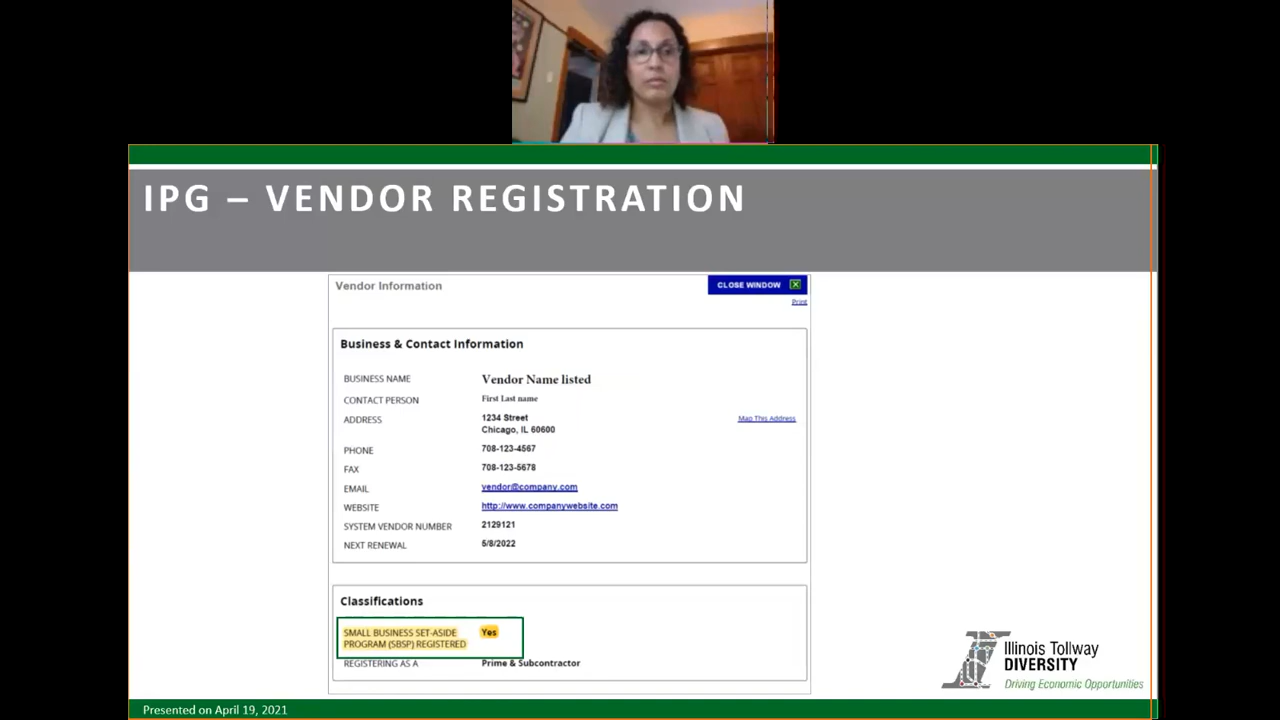 IPG – VENDOR REGISTRATION
Vendor Information
CLOSE WINDOW X
Print
Business & Contact Information
BUSINESS NAME Vendor Name listed
CONTACT PERSON First Last name
ADDRESS 1234 Street Map This Address
Chicago, IL 60600
PHONE 708-123-4567
FAX 708-123-5678
EMAIL vendor@company.com
WEBSITE http://www.companywebsite.com
SYSTEM VENDOR NUMBER 2129121
NEXT RENEWAL 5/8/2022
Classifications
SMALL BUSINESS SET-ASIDE Yes
PROGRAM (SBSP) REGISTERED
REGISTERING AS A Prime & Subcontractor
Illinois Tollway
DIVERSITY
Driving Economic Opportunities
Presented on April 19, 2021